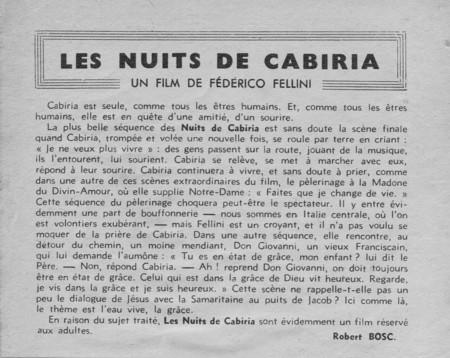 LES NUITS DE CABIRIA
UN FILM DE FÉDÉRICO FELLINI
Cabiria est seule, comme tous les êtres humains. Et, comme tous les êtres
humains, elle est en quête d'une amitié, d'un sourire.
La plus belle séquence des Nuits de Cabiria est sans doute la scène finale
quand Cabiria, trompée et volée une nouvelle fois, se roule par terre en criant :
« Je ne veux plus vivre » : des gens passent sur la route, jouant de la musique,
ils l'entourent, lui sourient. Cabiria se relève, se met à marcher avec eux,
répond à leur sourire. Cabiria continuera à vivre, et sans doute à prier, comme
dans une autre de ces scènes extraordinaires du film, le pèlerinage à la Madone
du Divin-Amour, où elle supplie Notre-Dame : « Faites que je change de vie. »
Cette séquence du pèlerinage choquera peut-être le spectateur. Il y entre évi-
demment une part de bouffonnerie — nous sommes en Italie centrale, où l'on
est volontiers exubérant, — mais Fellini est un croyant, et il n'a pas voulu se
moquer de la prière de Cabiria. Dans une autre séquence, elle rencontre, au
détour du chemin, un moine mendiant, Don Giovanni, un vieux Franciscain,
qui lui demande l'aumône : « Tu es en état de grâce, mon enfant ? lui dit le
Père. — Non, répond Cabiria. — Ah ! reprend Don Giovanni, on doit toujours
être en état de grâce. Celui qui est dans la grâce de Dieu vit heureux. Regarde,
je vis dans la grâce et je suis heureux. » Cette scène ne rappelle-t-elle pas un
peu le dialogue de Jésus avec la Samaritaine au puits de Jacob ? Ici comme là,
le thème est l'eau vive, la grâce.
En raison du sujet traité, Les Nuits de Cabiria sont évidemment un film réservé
aux adultes.
Robert BOSC.